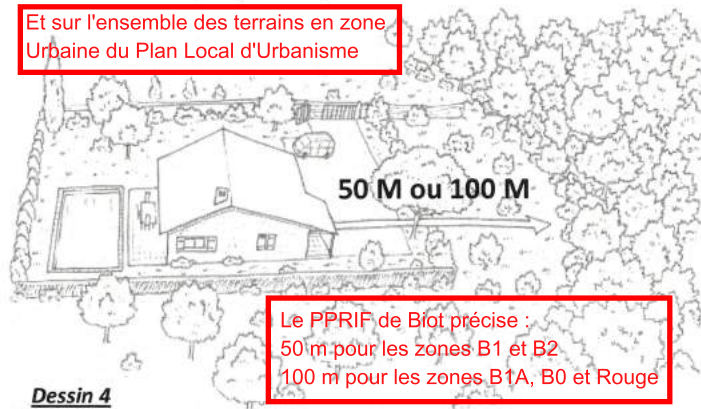 Et sur l'ensemble des terrains en zone
Urbaine du Plan Local d'Urbanisme
50 M ou 100 M
Le PPRIF de Biot précise :
50 m pour les zones B1 et B2
100 m pour les zones B1A, B0 et Rouge
Dessin 4